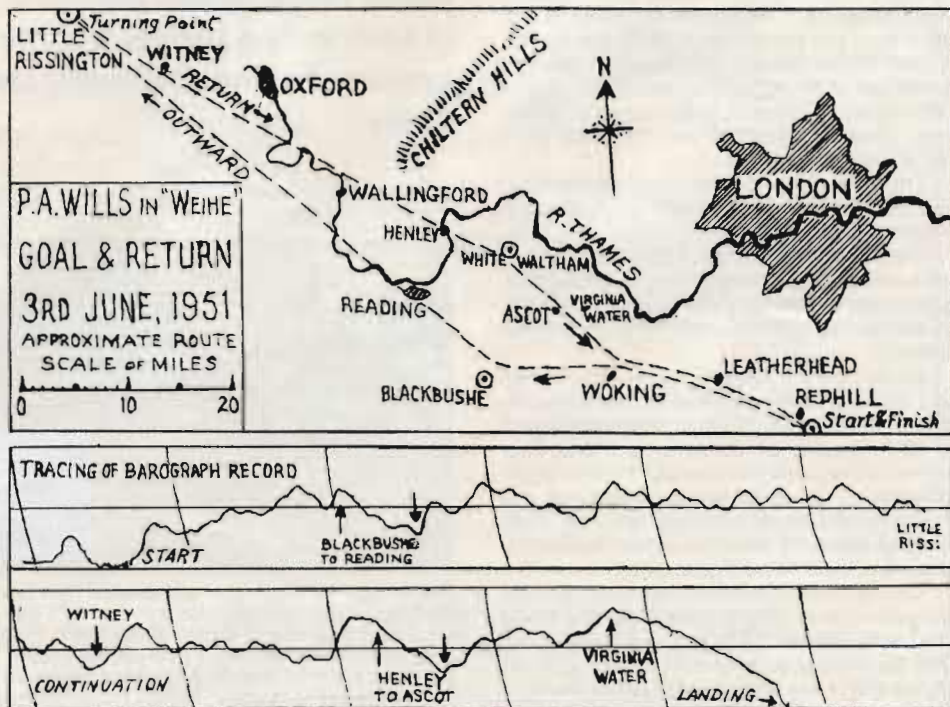 Turning Point
LITTLE
RISSINGTON
WITNEY
RETURN
OXFORD
OUTWARD
CHILTERN HILLS
N
LONDON
P.A.WILLS IN "WEIHE"
GOAL & RETURN
3RD JUNE, 1951
APPROXIMATE ROUTE
SCALE OF MILES
0 10 20
WALLINGFORD
HENLEY
R. THAMES
WHITE WALTHAM
READING
ASCOT
VIRGINIA
WATER
BLACKBUSHE
WOKING
LEATHERHEAD
REDHILL
Start & Finish
TRACING OF BAROGRAPH RECORD
START
BLACKBUSHE
TO READING
LITTLE
RISS:
WITNEY
CONTINUATION
HENLEY
TO ASCOT
VIRGINIA
WATER
LANDING